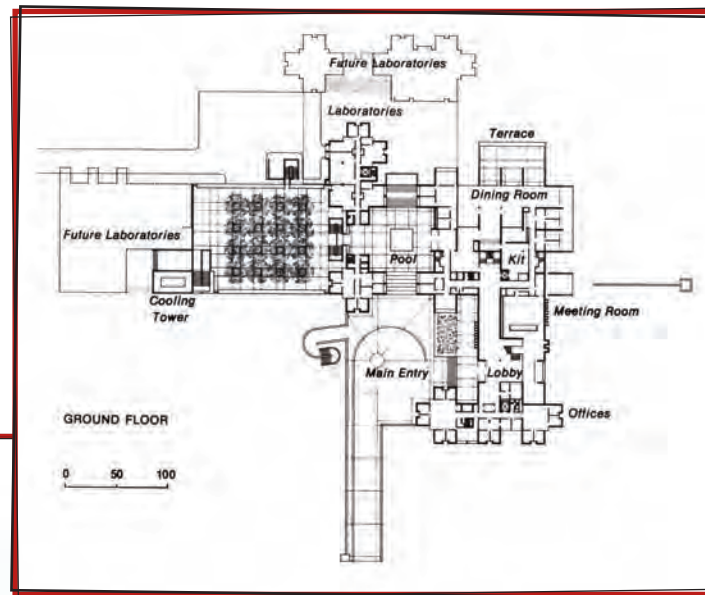 Future Laboratories
Laboratories
Terrace
Dining Room
Future Laboratories
Pool
Kit
Cooling
Tower
Meeting Room
Main Entry
Lobby
Offices
GROUND FLOOR
0 50 100